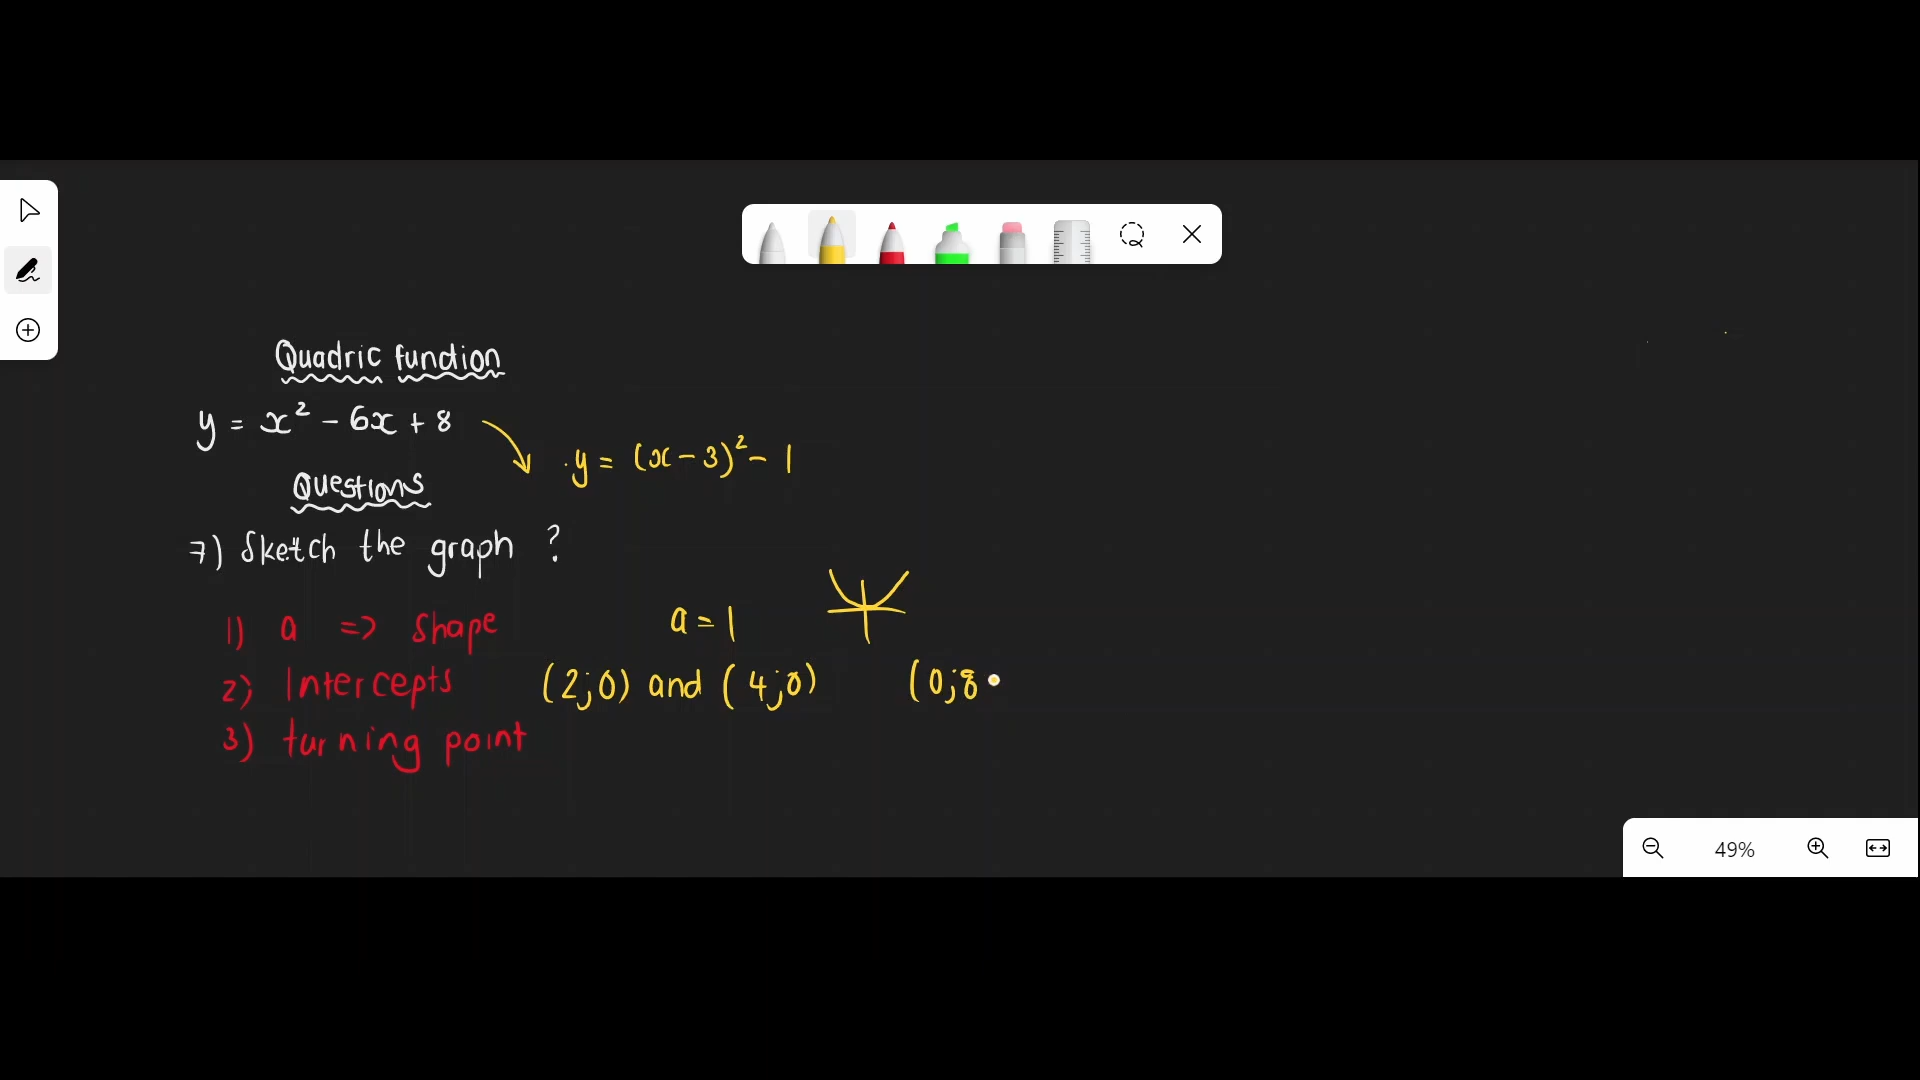 Quadric function
y = x² - 6x + 8
y = (x - 3)² - 1
Questions
7) Sketch the graph ?
1) a => shape a = 1
2) Intercepts (2;0) and (4;0) (0;8
3) turning point
49%